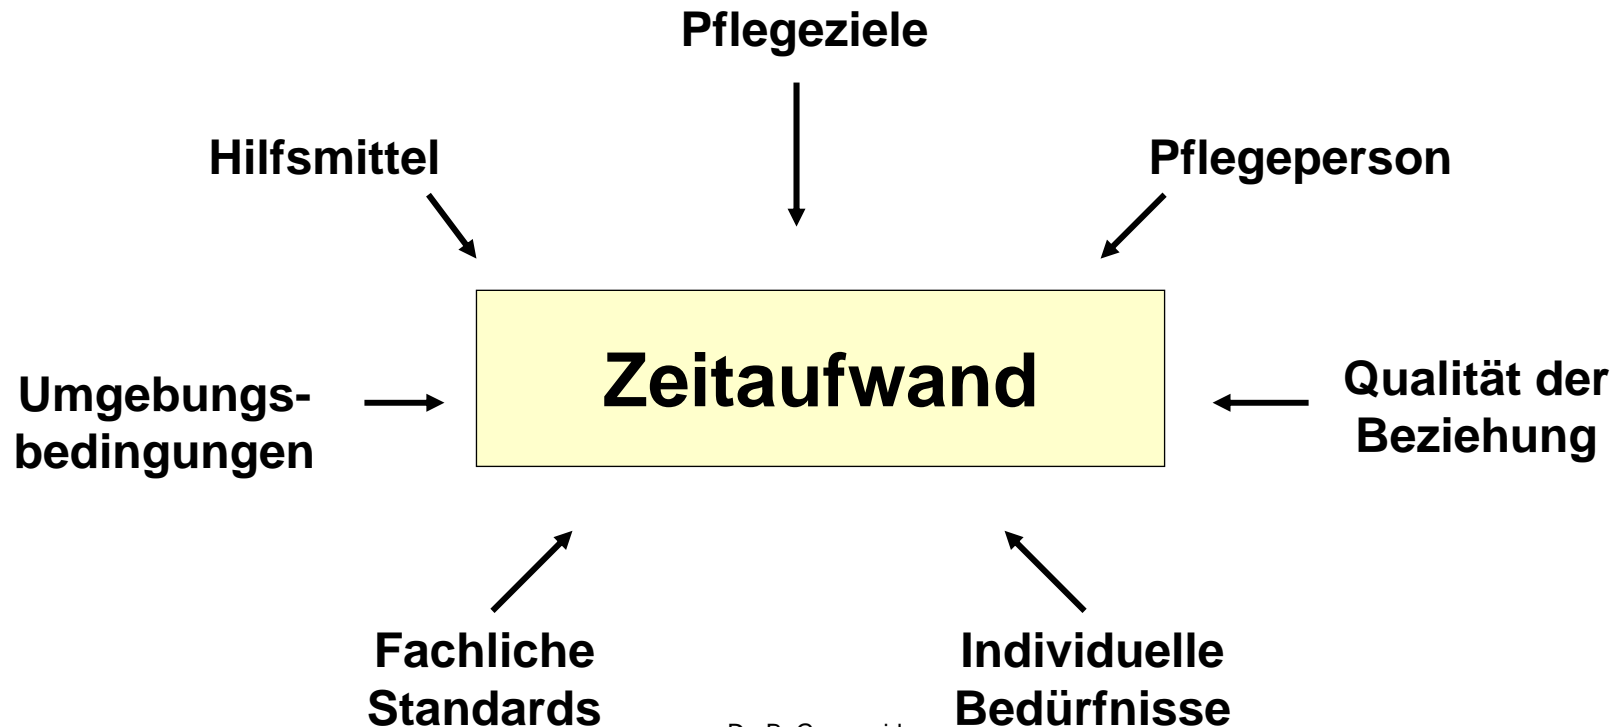 Pflegeziele
Hilfsmittel
Pflegeperson
Zeitaufwand
Umgebungs-
bedingungen
Qualität der
Beziehung
Fachliche
Standards
Individuelle
Bedürfnisse